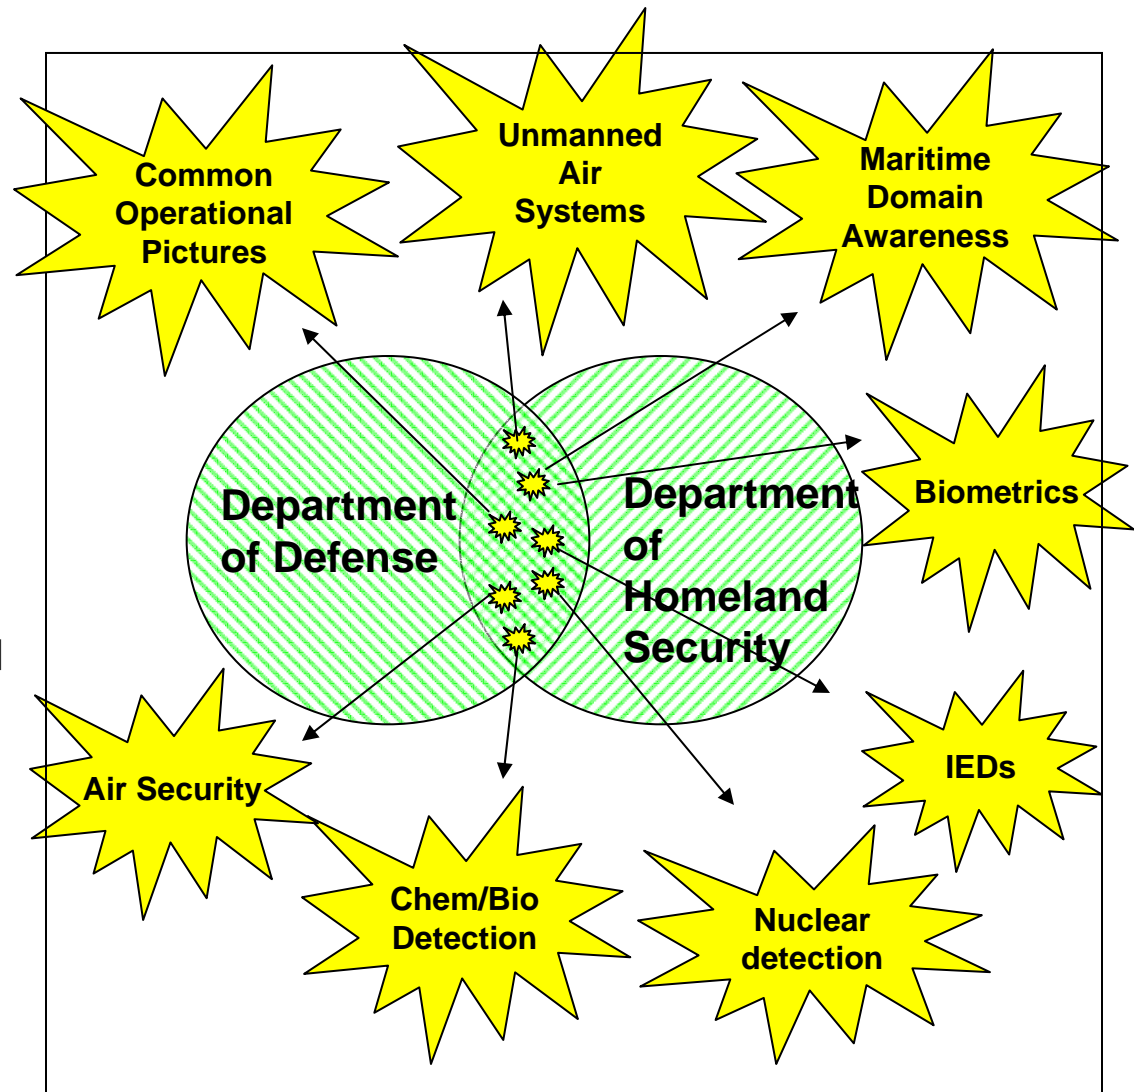 Common
Operational
Pictures
Unmanned
Air
Systems
Maritime
Domain
Awareness
Biometrics
Department
of Defense
Department
of
Homeland
Security
Air Security
IEDs
Chem/Bio
Detection
Nuclear
detection